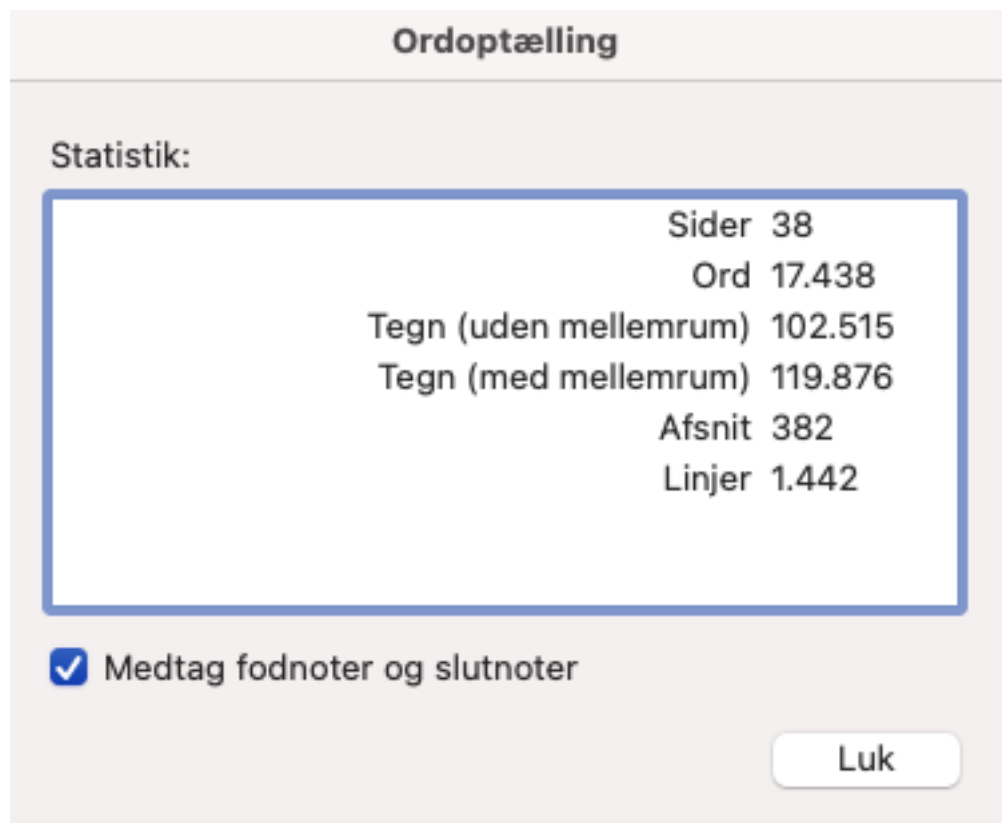 Ordoptælling
Statistik:
Sider 38
Ord 17.438
Tegn (uden mellemrum) 102.515
Tegn (med mellemrum) 119.876
Afsnit 382
Linjer 1.442
Medtag fodnoter og slutnoter
Luk